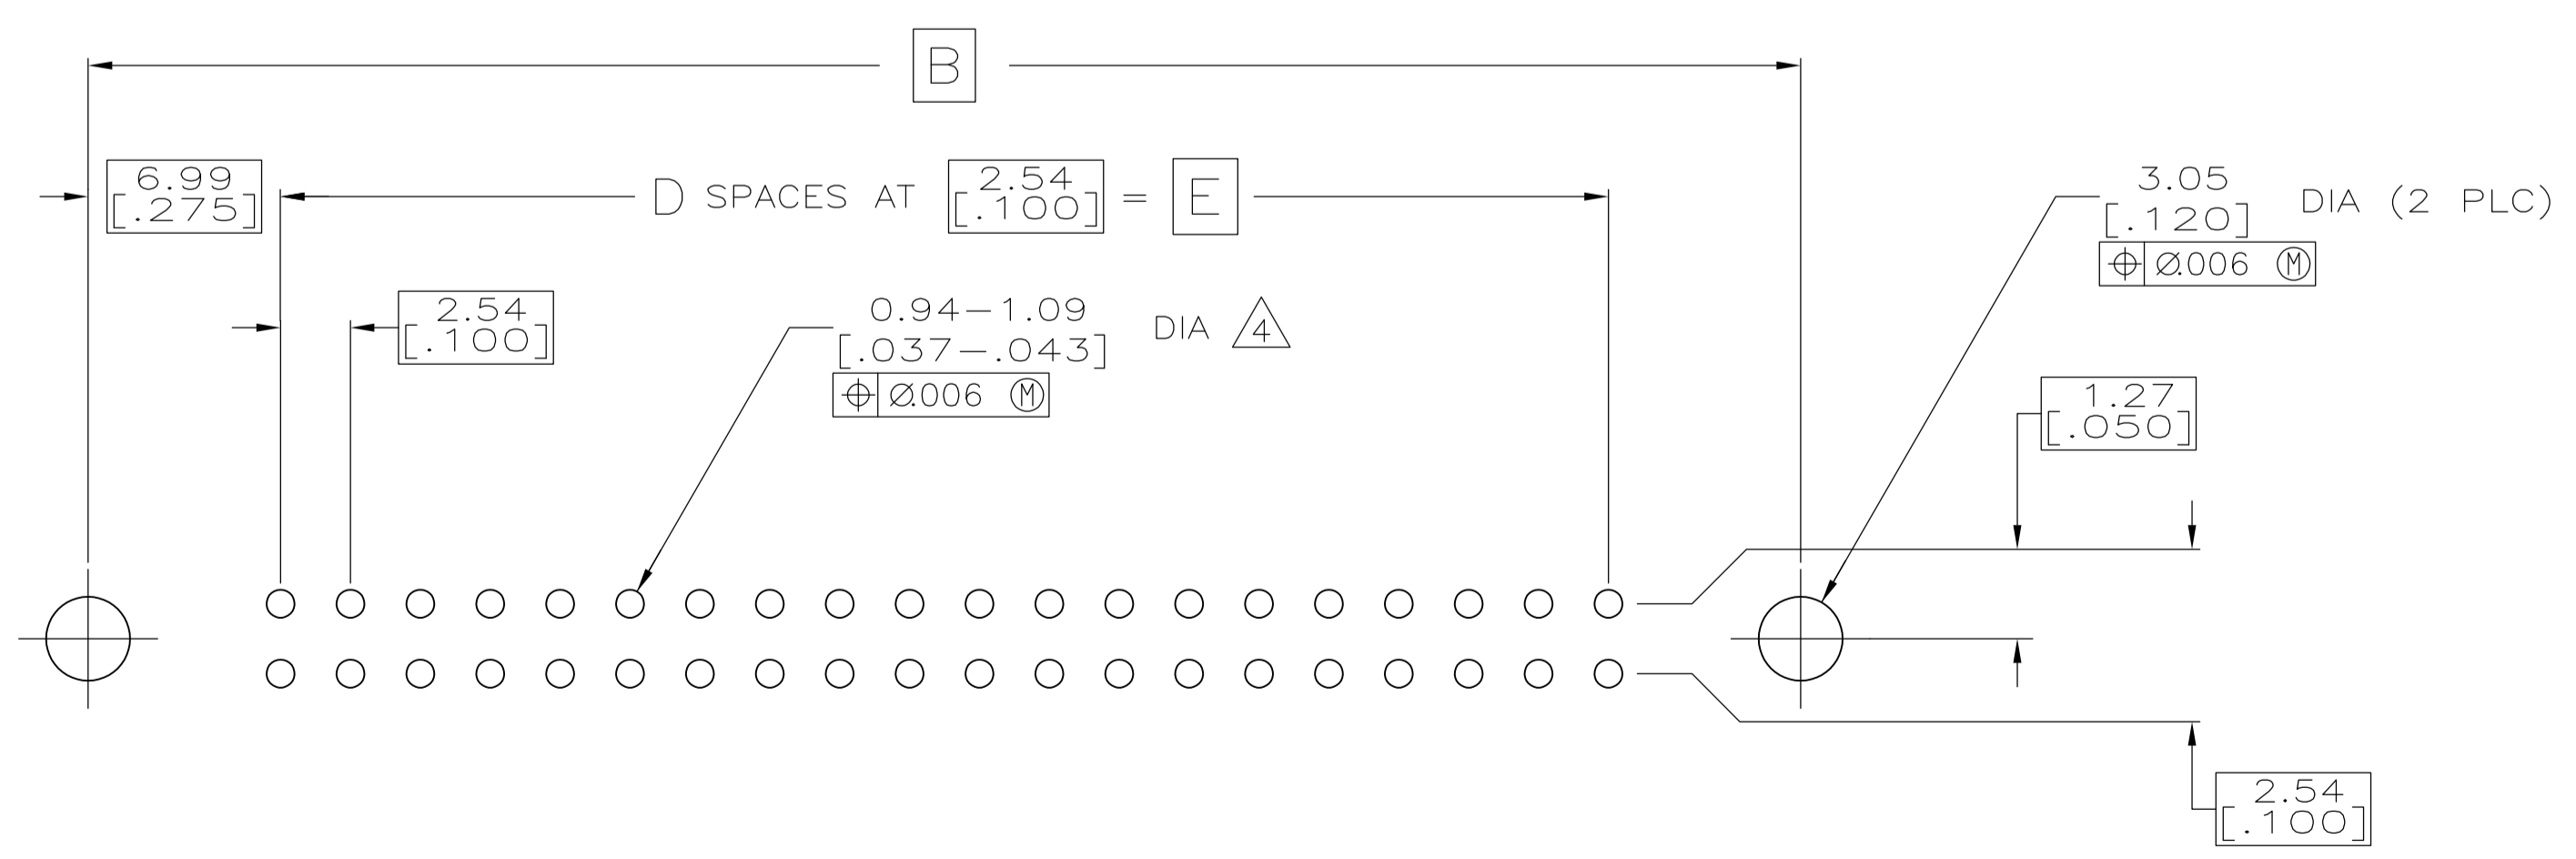 B
6.99
[.275]
D SPACES AT 2.54 = E
[.100]
3.05 DIA (2 PLC)
[.120]
⌖ Ø.006 Ⓜ
2.54
[.100]
0.94-1.09 DIA 4
[.037-.043]
⌖ Ø.006 Ⓜ
1.27
[.050]
2.54
[.100]